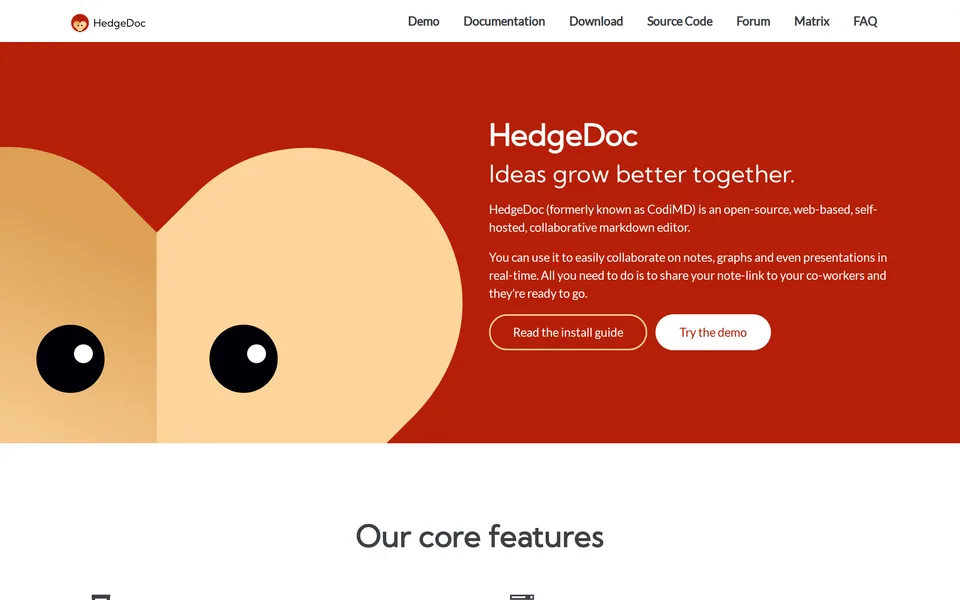 HedgeDoc
Demo
Documentation
Download
Source Code
Forum
Matrix
FAQ
HedgeDoc
Ideas grow better together.
HedgeDoc (formerly known as CodiMD) is an open-source, web-based, self-
hosted, collaborative markdown editor.
You can use it to easily collaborate on notes, graphs and even presentations in
real-time. All you need to do is to share your note-link to your co-workers and
they're ready to go.
Read the install guide
Try the demo
Our core features